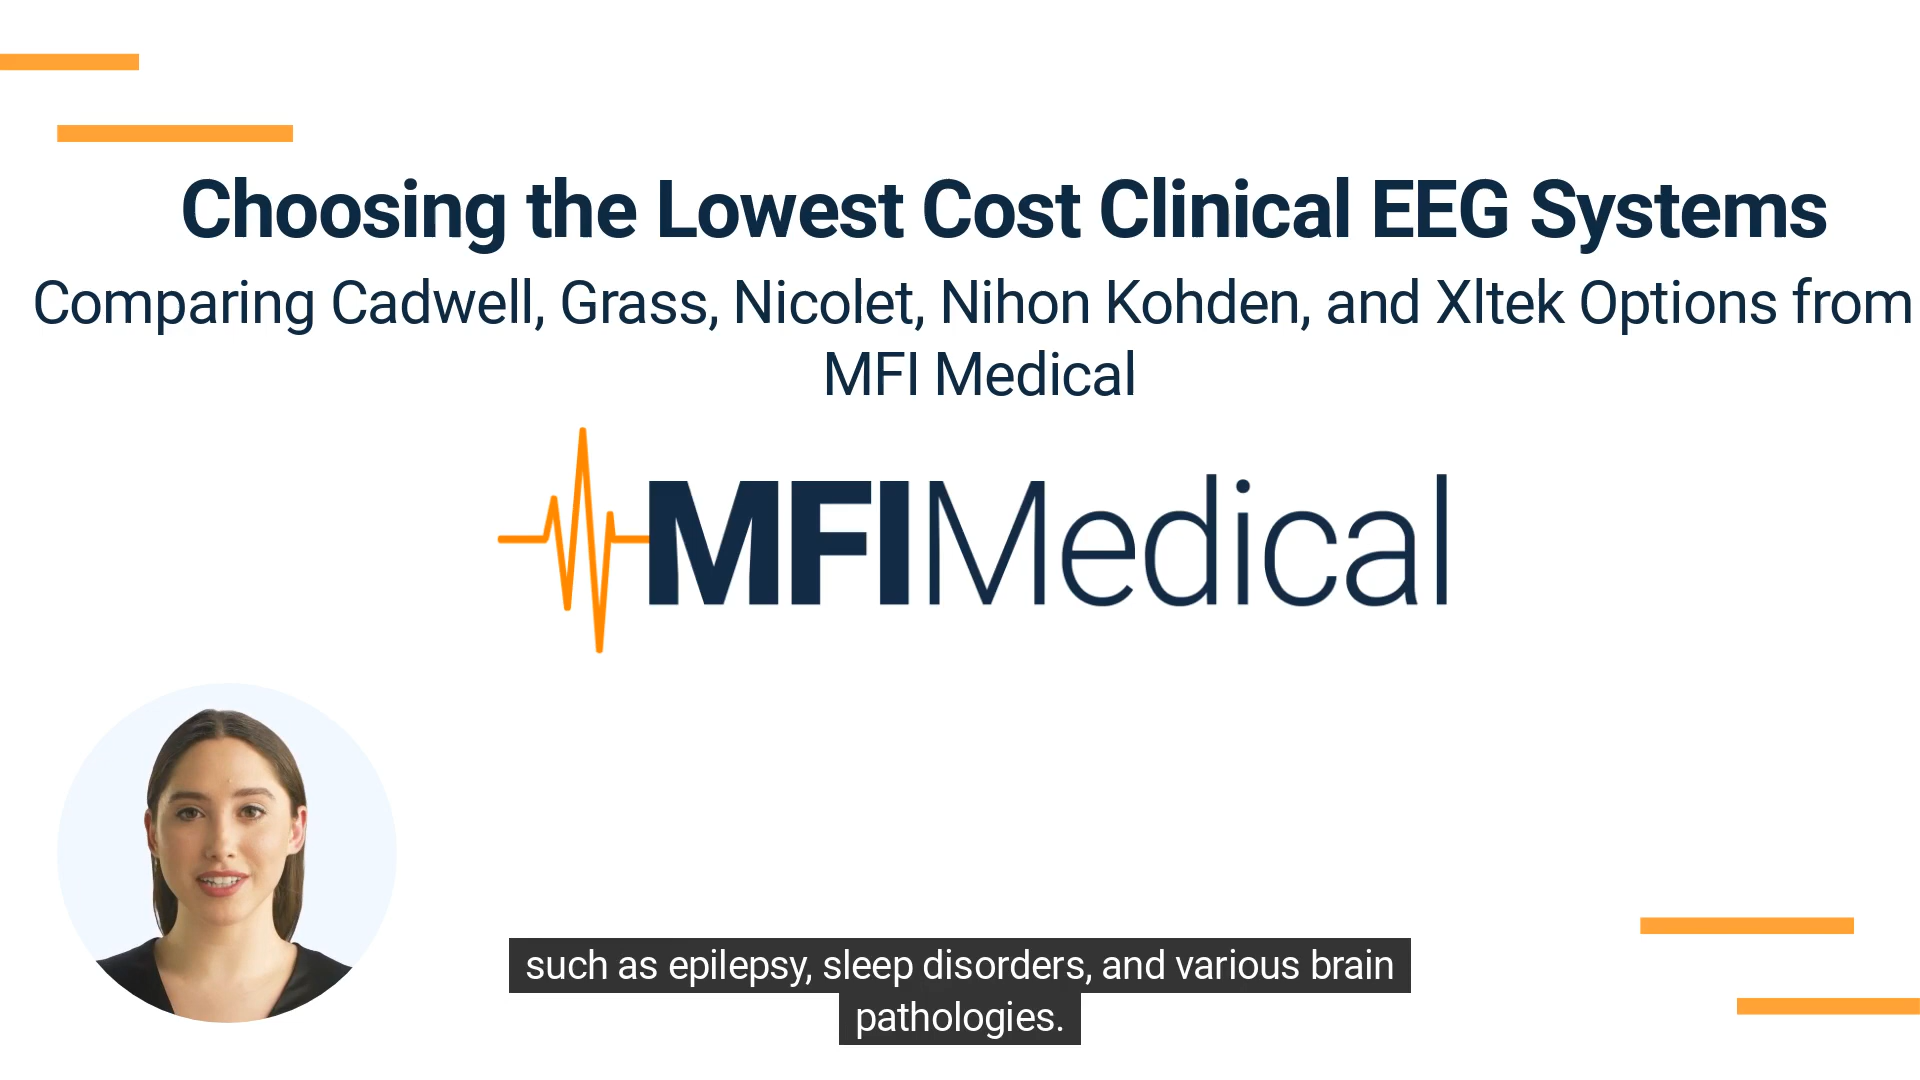 Choosing the Lowest Cost Clinical EEG Systems
Comparing Cadwell, Grass, Nicolet, Nihon Kohden, and Xltek Options from
MFI Medical
MFIMedical
such as epilepsy, sleep disorders, and various brain
pathologies.